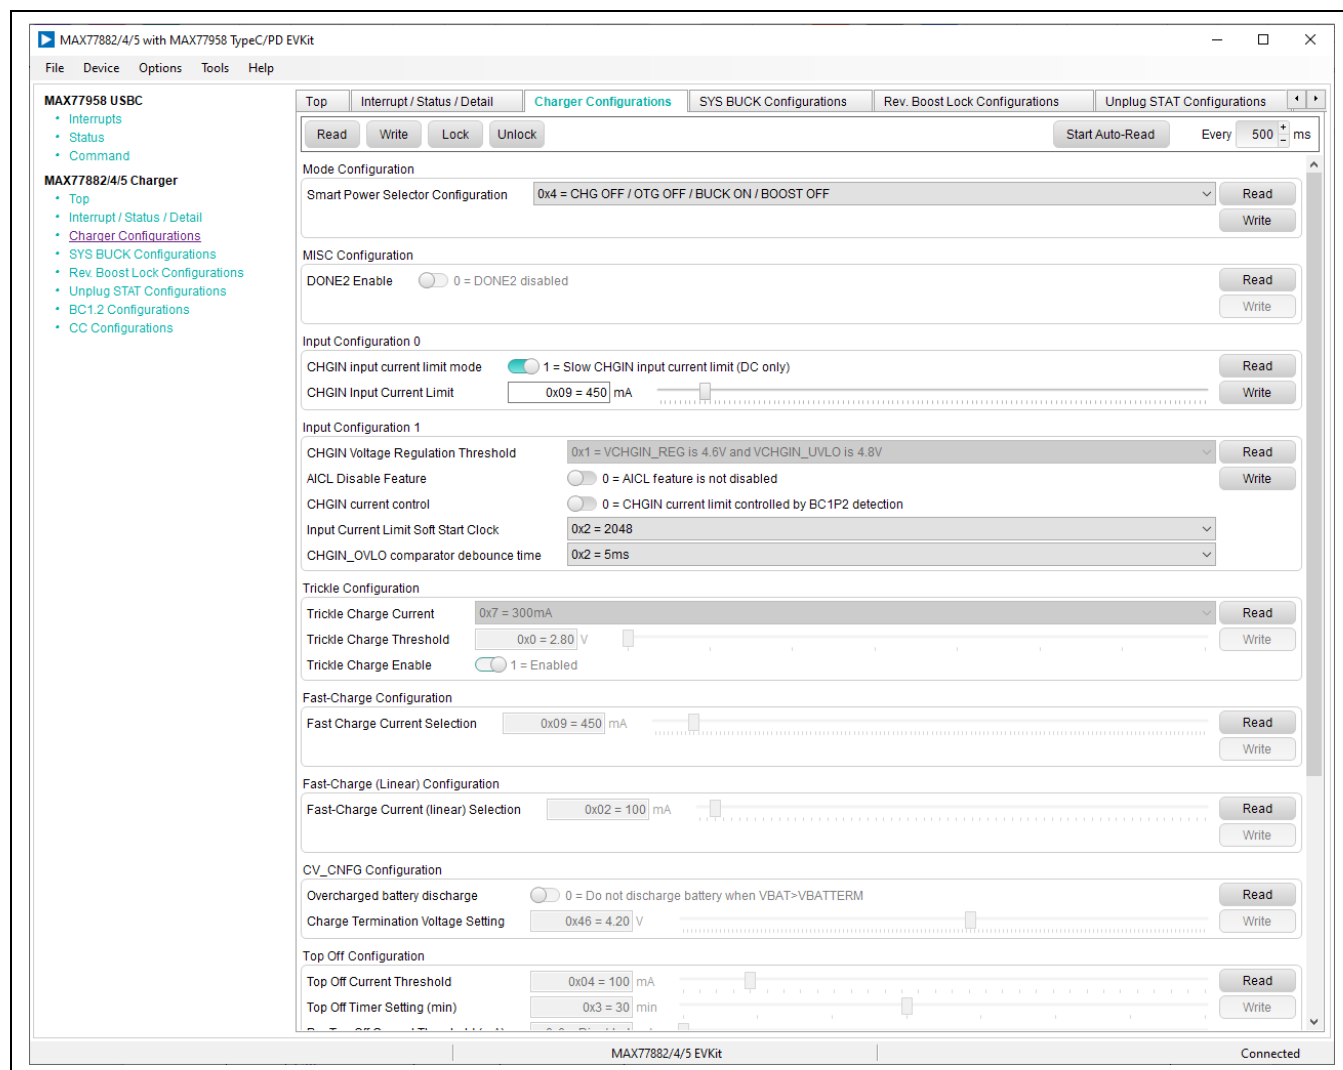 MAX77882/4/5 with MAX77958 TypeC/PD EVKit
File Device Options Tools Help
MAX77958 USBC
• Interrupts
• Status
• Command
MAX77882/4/5 Charger
• Top
• Interrupt / Status / Detail
• Charger Configurations
• SYS BUCK Configurations
• Rev. Boost Lock Configurations
• Unplug STAT Configurations
• BC1.2 Configurations
• CC Configurations
Top Interrupt / Status / Detail Charger Configurations SYS BUCK Configurations Rev. Boost Lock Configurations Unplug STAT Configurations
Read Write Lock Unlock Start Auto-Read Every 500 ms
Mode Configuration
Smart Power Selector Configuration 0x4 = CHG OFF / OTG OFF / BUCK ON / BOOST OFF Read
Write
MISC Configuration
DONE2 Enable 0 = DONE2 disabled Read
Write
Input Configuration 0
CHGIN input current limit mode 1 = Slow CHGIN input current limit (DC only) Read
CHGIN Input Current Limit 0x09 = 450 mA Write
Input Configuration 1
CHGIN Voltage Regulation Threshold 0x1 = VCHGIN_REG is 4.6V and VCHGIN_UVLO is 4.8V Read
AICL Disable Feature 0 = AICL feature is not disabled Write
CHGIN current control 0 = CHGIN current limit controlled by BC1P2 detection
Input Current Limit Soft Start Clock 0x2 = 2048
CHGIN_OVLO comparator debounce time 0x2 = 5ms
Trickle Configuration
Trickle Charge Current 0x7 = 300mA Read
Trickle Charge Threshold 0x0 = 2.80 V Write
Trickle Charge Enable 1 = Enabled
Fast-Charge Configuration
Fast Charge Current Selection 0x09 = 450 mA Read
Write
Fast-Charge (Linear) Configuration
Fast-Charge Current (linear) Selection 0x02 = 100 mA Read
Write
CV_CNFG Configuration
Overcharged battery discharge 0 = Do not discharge battery when VBAT>VBATTERM Read
Charge Termination Voltage Setting 0x46 = 4.20 V Write
Top Off Configuration
Top Off Current Threshold 0x04 = 100 mA Read
Top Off Timer Setting (min) 0x3 = 30 min Write
MAX77882/4/5 EVKit Connected